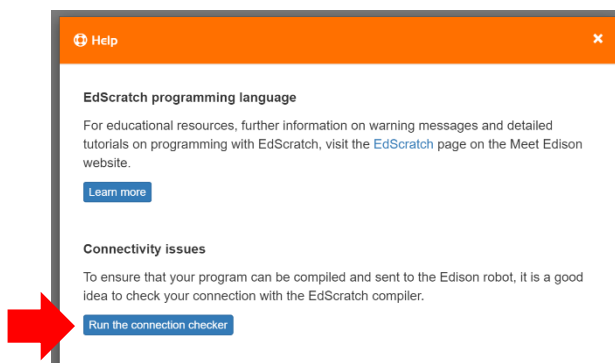 Help
EdScratch programming language
For educational resources, further information on warning messages and detailed
tutorials on programming with EdScratch, visit the EdScratch page on the Meet Edison
website.
Learn more
Connectivity issues
To ensure that your program can be compiled and sent to the Edison robot, it is a good
idea to check your connection with the EdScratch compiler.
Run the connection checker